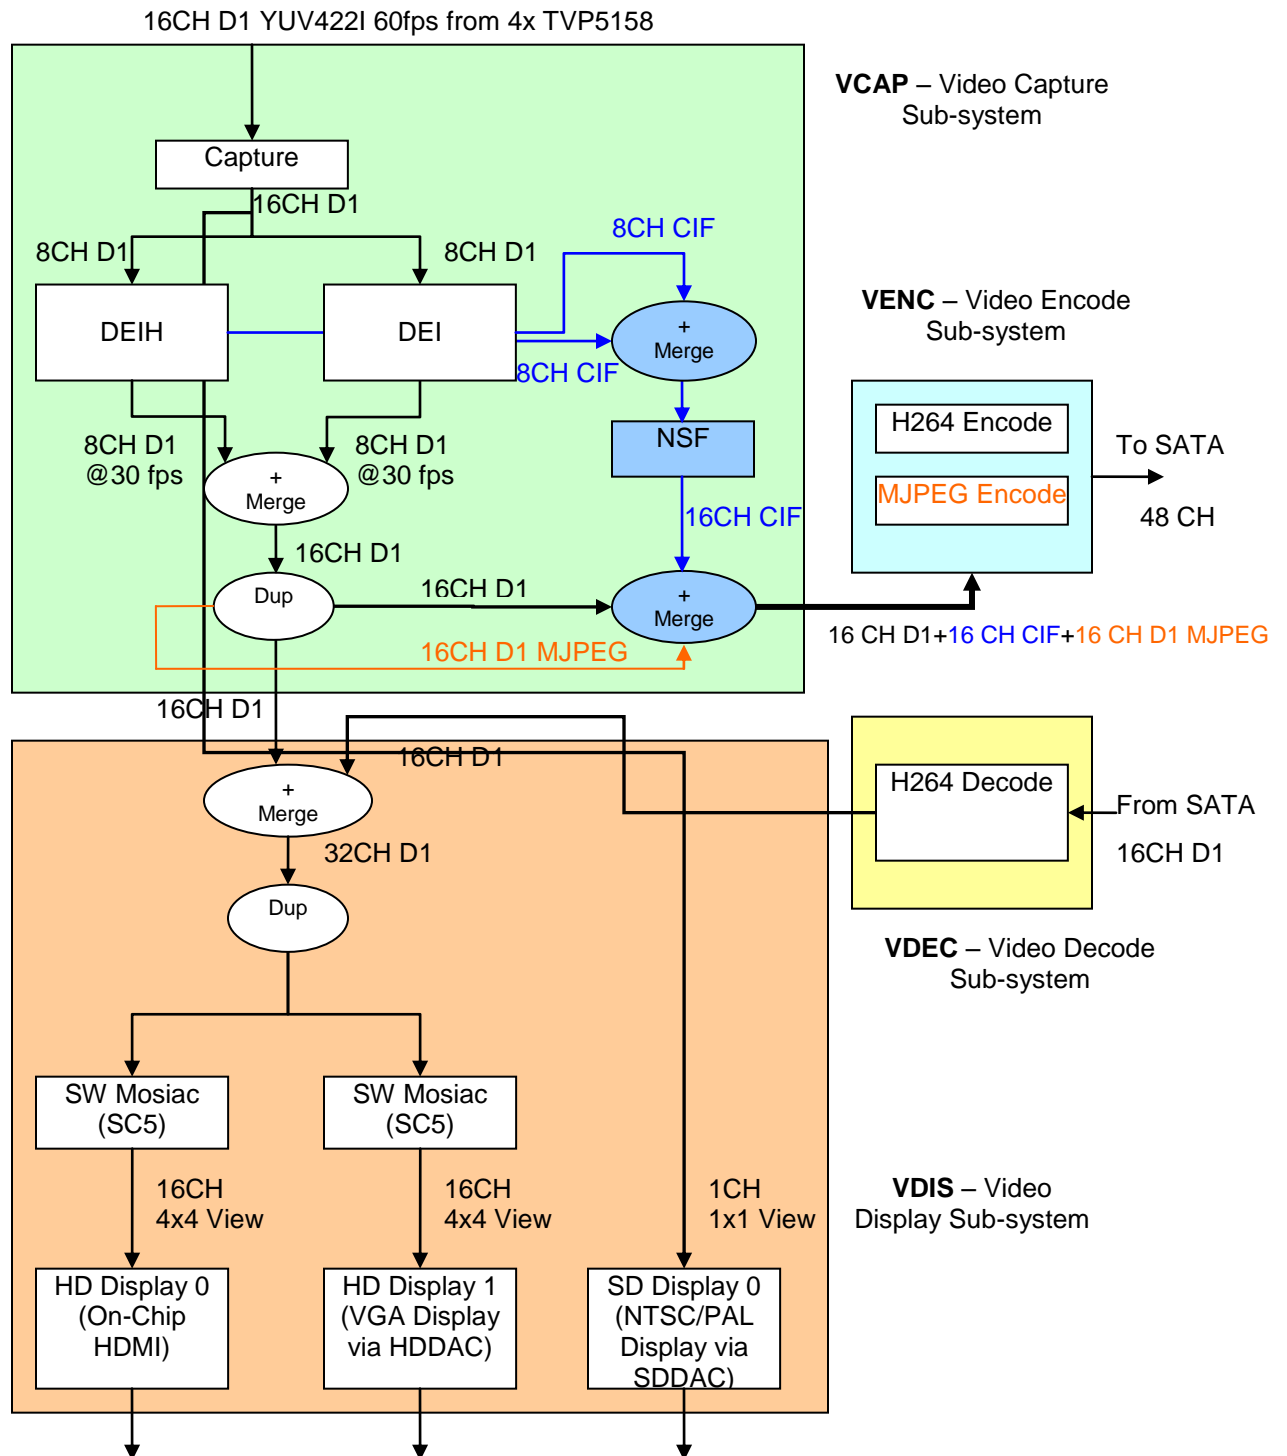 16CH D1 YUV422I 60fps from 4x TVP5158
VCAP – Video Capture
Sub-system
Capture
16CH D1
8CH D1
8CH D1
8CH CIF
DEIH
DEI
+
Merge
8CH CIF
VENC – Video Encode
Sub-system
8CH D1
@30 fps
8CH D1
@30 fps
+
Merge
NSF
H264 Encode
MJPEG Encode
To SATA
48 CH
16CH CIF
16CH D1
Dup
16CH D1
+
Merge
16CH D1 MJPEG
16 CH D1+16 CH CIF+16 CH D1 MJPEG
16CH D1
16CH D1
+
Merge
32CH D1
Dup
H264 Decode
From SATA
16CH D1
VDEC – Video Decode
Sub-system
SW Mosiac
(SC5)
SW Mosiac
(SC5)
16CH
4x4 View
16CH
4x4 View
1CH
1x1 View
VDIS – Video
Display Sub-system
HD Display 0
(On-Chip
HDMI)
HD Display 1
(VGA Display
via HDDAC)
SD Display 0
(NTSC/PAL
Display via
SDDAC)